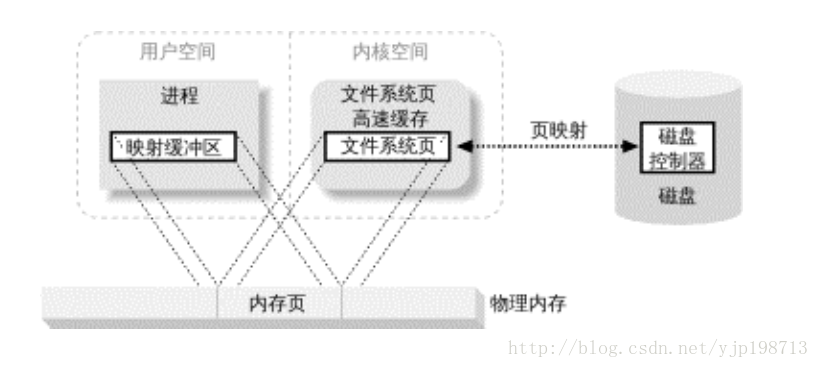 用户空间
内核空间
进程
文件系统页
高速缓存
映射缓冲区
文件系统页
页映射
磁盘
控制器
磁盘
内存页
物理内存
http://blog.csdn.net/yjp198713